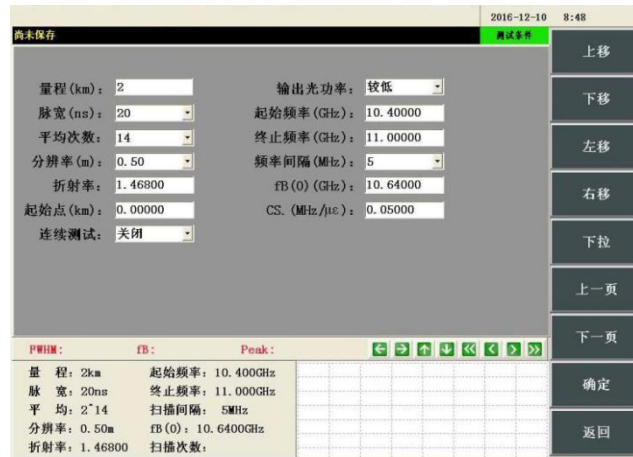 2016-12-10 8:48
尚未保存 测试条件
量程(km): 2 输出光功率: 较低
脉宽(ns): 20 起始频率(GHz): 10.40000
平均次数: 14 终止频率(GHz): 11.00000
分辨率(m): 0.50 频率间隔(MHz): 5
折射率: 1.46800 fB(0)(GHz): 10.64000
起始点(km): 0.00000 CS.(MHz/με): 0.05000
连续测试: 关闭
FWHM: fB: Peak:
量 程: 2km 起始频率: 10.400GHz
脉 宽: 20ns 终止频率: 11.000GHz
平 均: 2^14 扫描间隔: 5MHz
分辨率: 0.50m fB(0): 10.6400GHz
折射率: 1.46800 扫描次数:
上移
下移
左移
右移
下拉
上一页
下一页
确定
返回